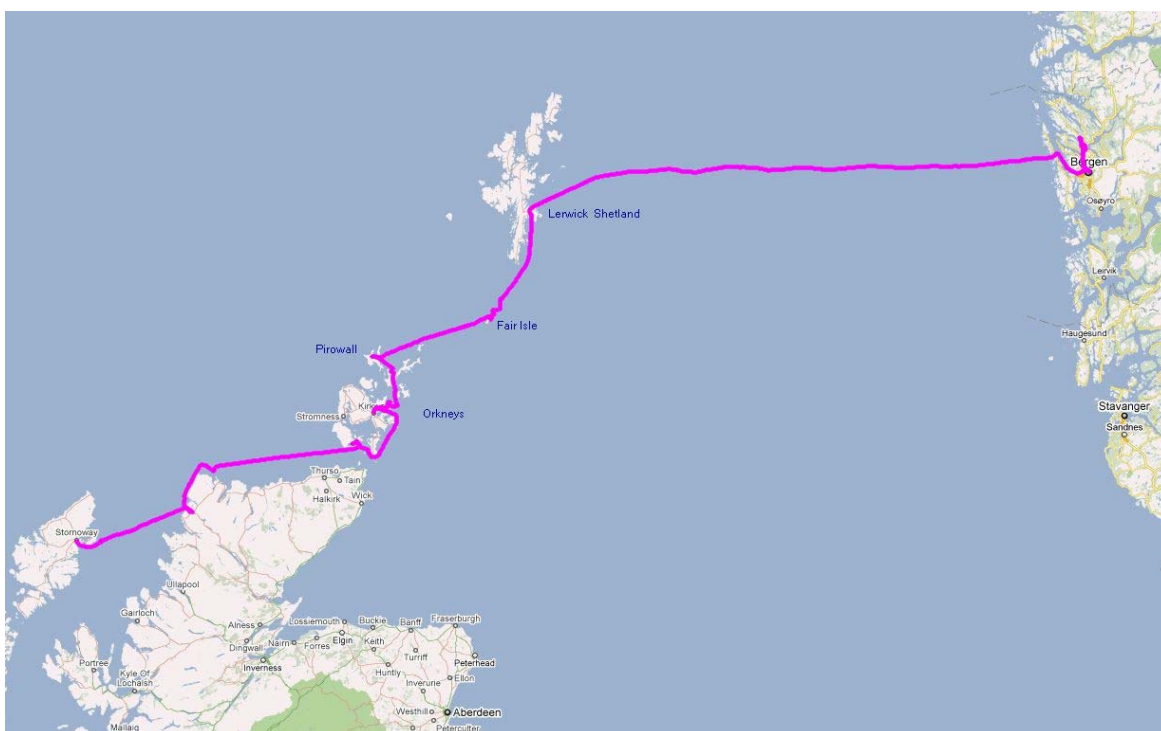 Bergen
Osøyro
Lerwick Shetland
Leirvik
Fair Isle
Haugesund
Pirowall
Stavanger
Stromness
Orkneys
Sandnes
Thurso
Tain
Halkirk
Wick
Stornoway
Ullapool
Gairloch
Alness
Lossiemouth
Buckie
Banff
Fraserburgh
Dingwall
Nairn
Forres
Elgin
Keith
Turriff
Portree
Inverness
Huntly
Peterhead
Kyle Of
Lochalsh
Inverurie
Ellon
Mallaig
Westhill
Aberdeen
Peterculter